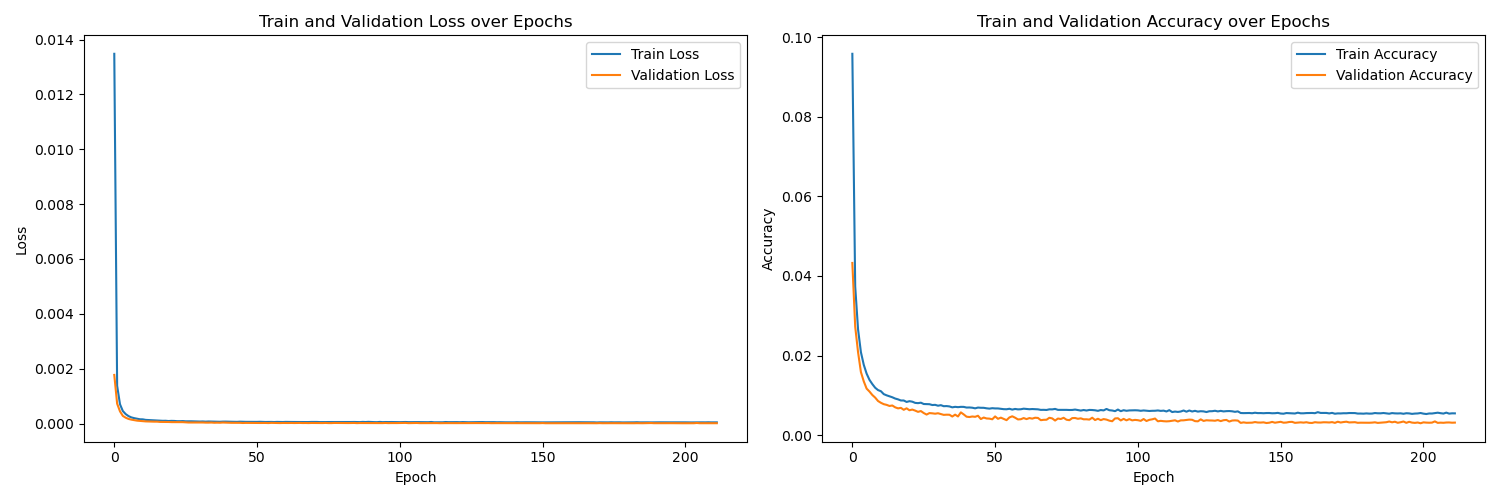 Train and Validation Loss over Epochs
0.014
0.012
0.010
0.008
0.006
0.004
0.002
0.000
Loss
0
50
100
150
200
Epoch
Train Loss
Validation Loss
Train and Validation Accuracy over Epochs
0.10
0.08
0.06
0.04
0.02
0.00
Accuracy
0
50
100
150
200
Epoch
Train Accuracy
Validation Accuracy